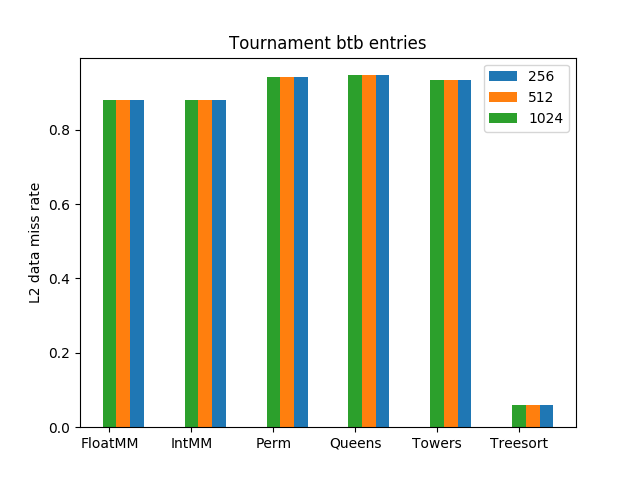 Tournament btb entries
256
512
1024
L2 data miss rate
0.8
0.6
0.4
0.2
0.0
FloatMM IntMM Perm Queens Towers Treesort